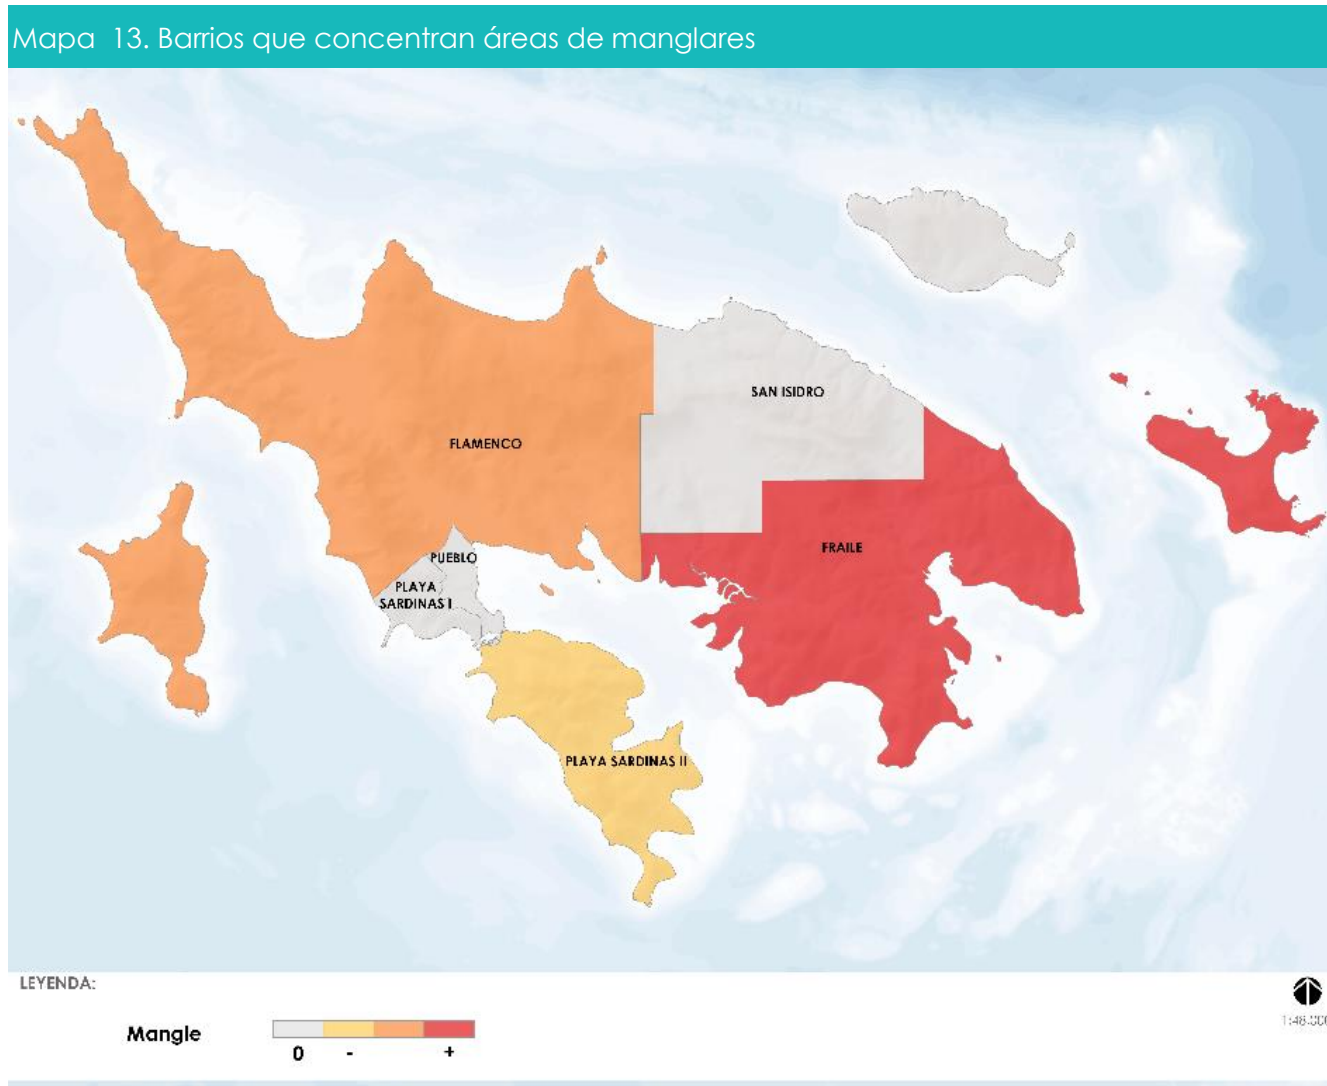 Mapa 13. Barrios que concentran áreas de manglares
SAN ISIDRO
FLAMENCO
FRAILE
PUEBLO
PLAYA
SARDINAS I
PLAYA SARDINAS II
LEYENDA:
Mangle
0 - +